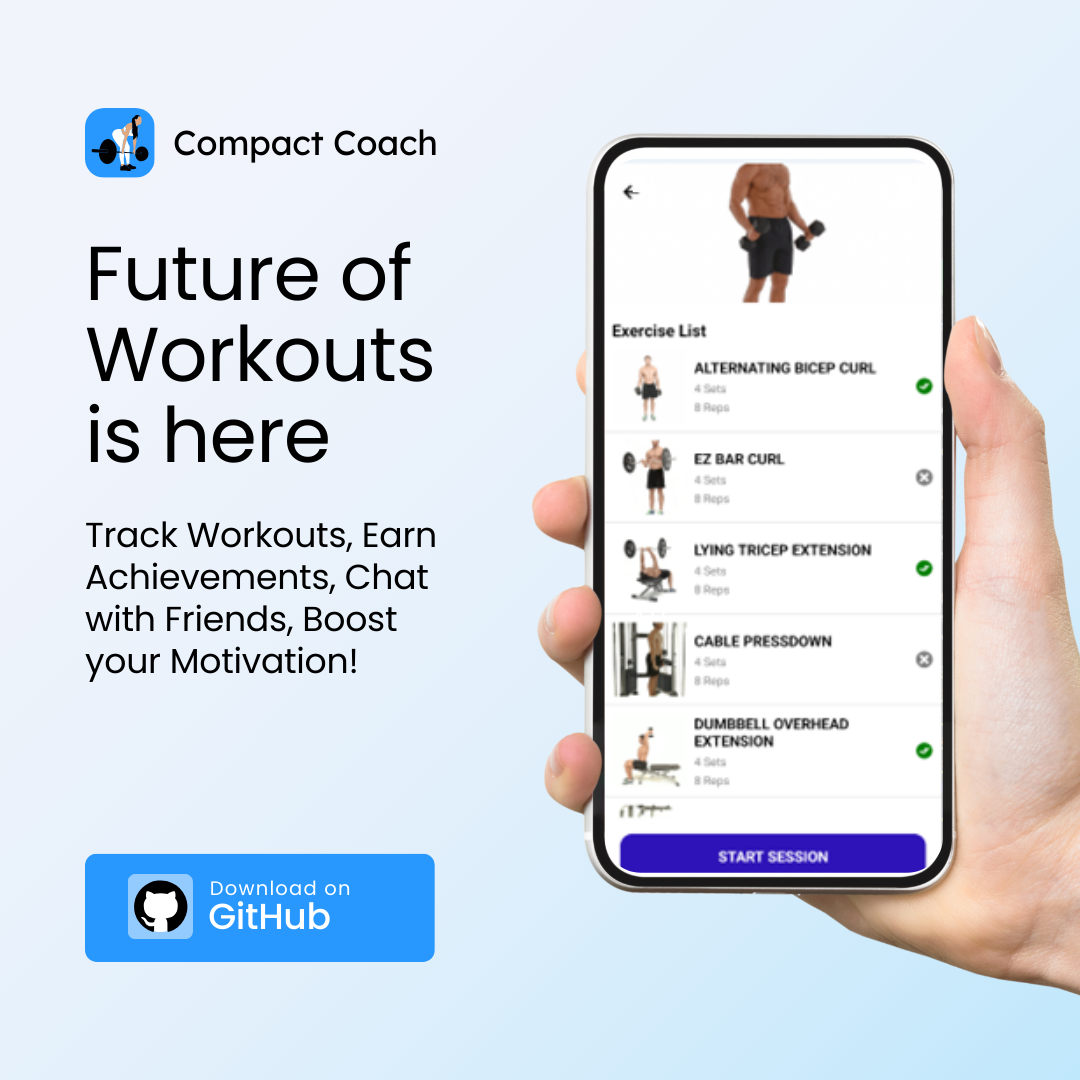 Compact Coach
Future of
Workouts
is here
Track Workouts, Earn
Achievements, Chat
with Friends, Boost
your Motivation!
Download on
GitHub
Exercise List
ALTERNATING BICEP CURL
4 Sets
8 Reps
EZ BAR CURL
4 Sets
8 Reps
LYING TRICEP EXTENSION
4 Sets
8 Reps
CABLE PRESSDOWN
4 Sets
8 Reps
DUMBBELL OVERHEAD
EXTENSION
4 Sets
8 Reps
START SESSION